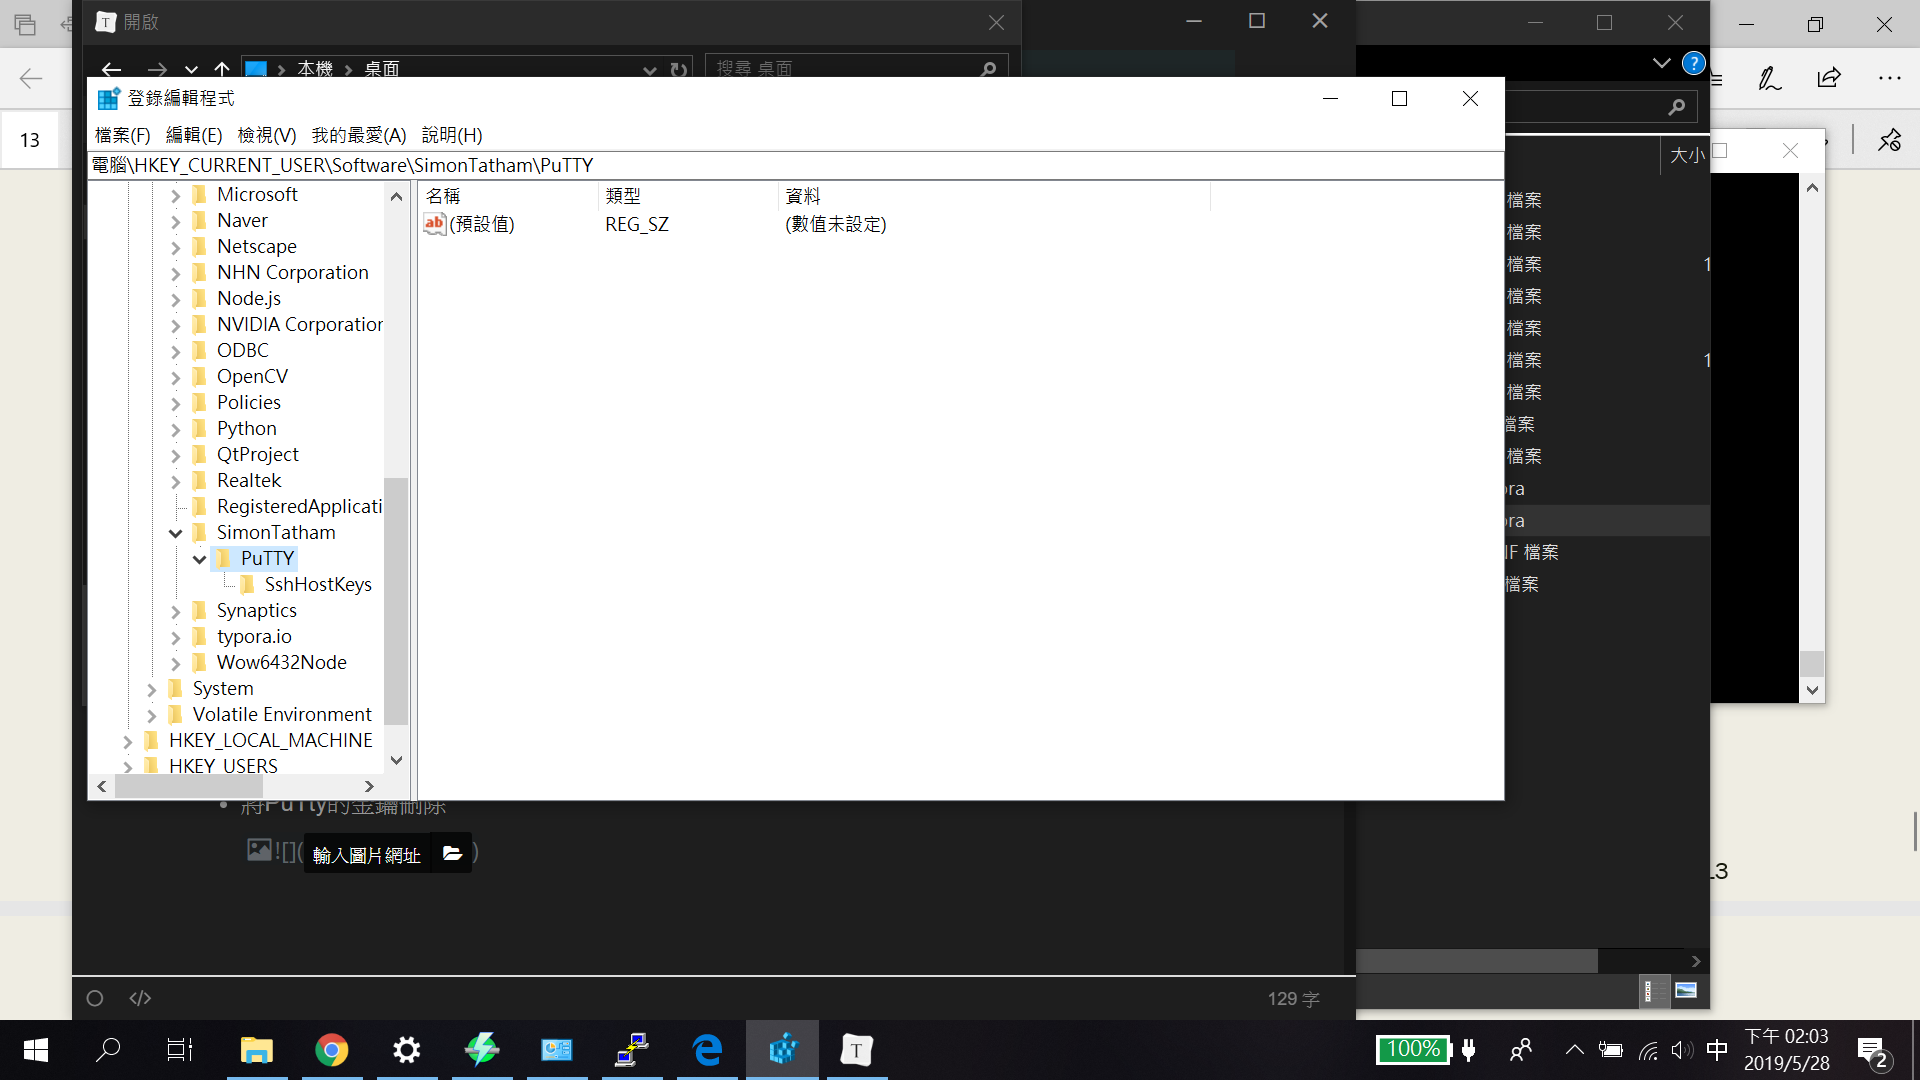 T 開啟
本機 桌面
搜尋 桌面
登錄編輯程式
檔案(F) 編輯(E) 檢視(V) 我的最愛(A) 說明(H)
13
電腦\HKEY_CURRENT_USER\Software\SimonTatham\PuTTY
Microsoft
Naver
Netscape
NHN Corporation
Node.js
NVIDIA Corporation
ODBC
OpenCV
Policies
Python
QtProject
Realtek
RegisteredApplicati
SimonTatham
PuTTY
SshHostKeys
Synaptics
typora.io
Wow6432Node
System
Volatile Environment
HKEY_LOCAL_MACHINE
HKEY_USERS
名稱 類型 資料
ab (預設值) REG_SZ (數值未設定)
大小
檔案
檔案
檔案 1
檔案
檔案
檔案 1
檔案
檔案
檔案
ora
ora
IF 檔案
檔案
將PuTTy的金鑰刪除
![](輸入圖片網址)
13
129 字
100%
中
下午 02:03
2019/5/28
2
T